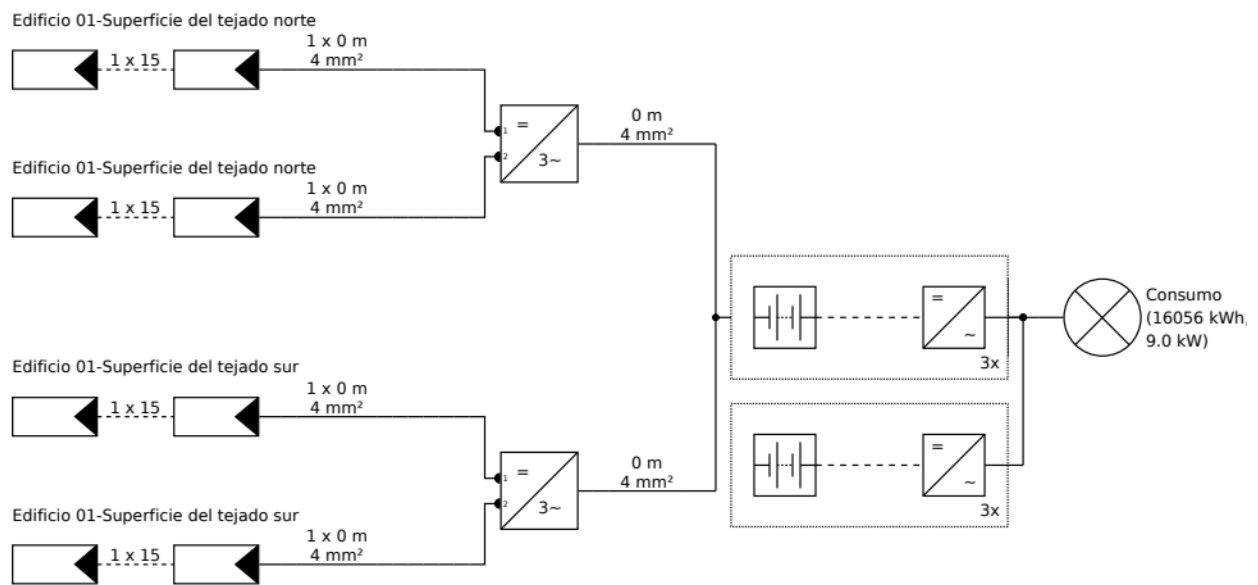 Edificio 01-Superficie del tejado norte
1 x 15
1 x 0 m
4 mm²
1
=
3~
0 m
4 mm²
2
Edificio 01-Superficie del tejado norte
1 x 15
1 x 0 m
4 mm²
=
~
3x
Consumo
(16056 kWh,
9.0 kW)
Edificio 01-Superficie del tejado sur
1 x 15
1 x 0 m
4 mm²
1
=
3~
0 m
4 mm²
2
=
~
3x
Edificio 01-Superficie del tejado sur
1 x 15
1 x 0 m
4 mm²